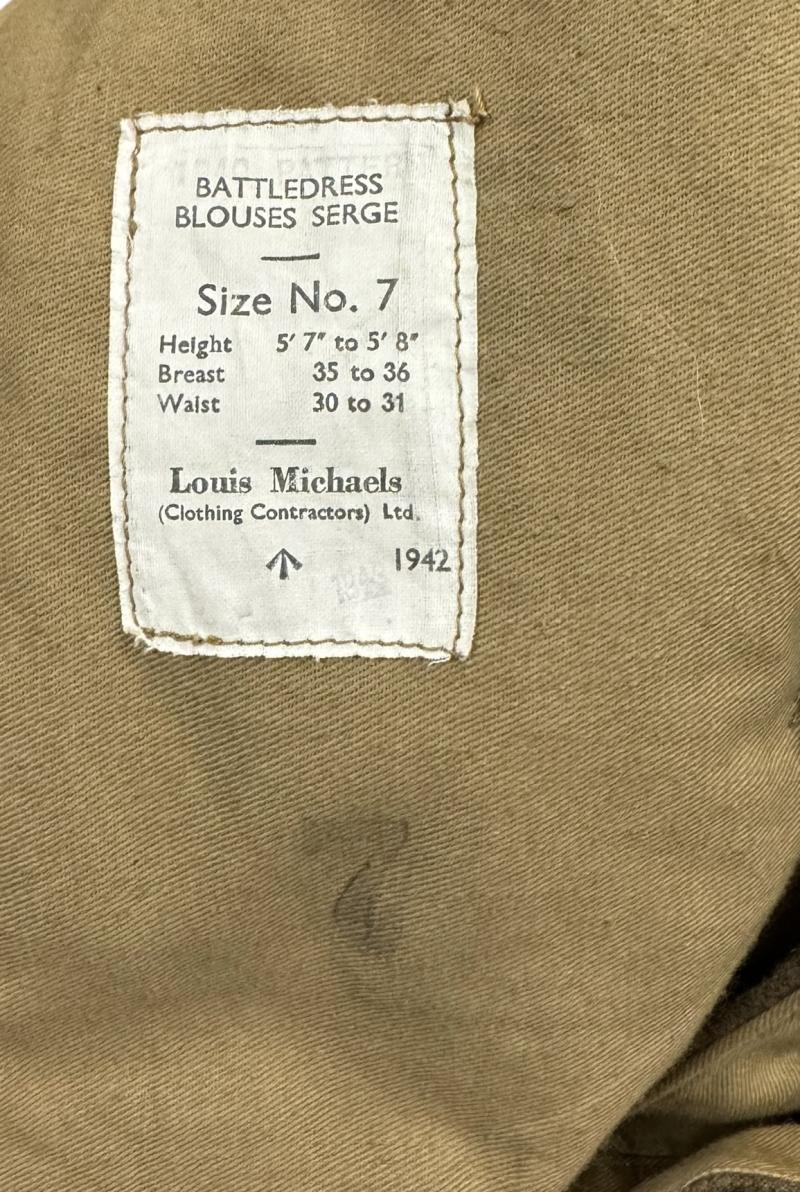 BATTLEDRESS
BLOUSES SERGE
Size No. 7
Height 5' 7" to 5' 8"
Breast 35 to 36
Waist 30 to 31
Louis Michaels
(Clothing Contractors) Ltd.
1942